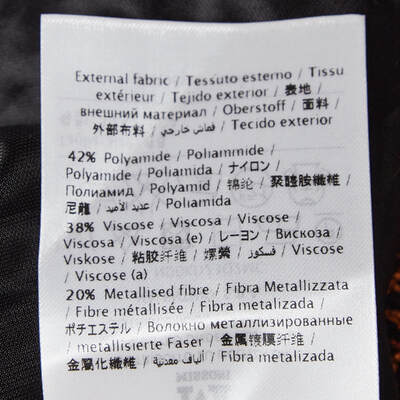 External fabric / Tessuto esterno / Tissu
extérieur / Tejido exterior / 表地 /
внешний материал / Oberstoff / 面料 /
外部布料 / قماش خارجي / Tecido exterior
42% Polyamide / Poliammide /
Polyamide / Poliamida / ナイロン /
Полиамид / Polyamid / 锦纶 / 聚醯胺纖維 /
尼龍 / عديد الأميد / Poliamida
38% Viscose / Viscosa / Viscose /
Viscosa / Viscosa (e) / レーヨン / Вискоза /
Viskose / 粘胶纤维 / 嫘縈 / فسكوز /
Viscose (a)
20% Metallised fibre / Fibra Metallizzata
/ Fibre métallisée / Fibra metalizada /
ポチエステル / Волокно металлизированные
/ metallisierte Faser / 金属镀膜纤维 /
金屬化纖維 / ألياف معدنية / Fibra metalizada